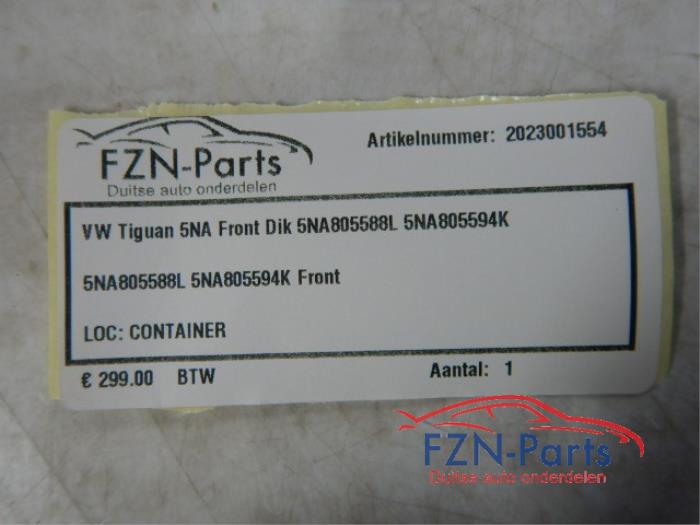 FZN-Parts
Duitse auto onderdelen
Artikelnummer: 2023001554
VW Tiguan 5NA Front Dik 5NA805588L 5NA805594K
5NA805588L 5NA805594K Front
LOC: CONTAINER
€ 299.00 BTW
Aantal: 1
FZN-Parts
Duitse auto onderdelen